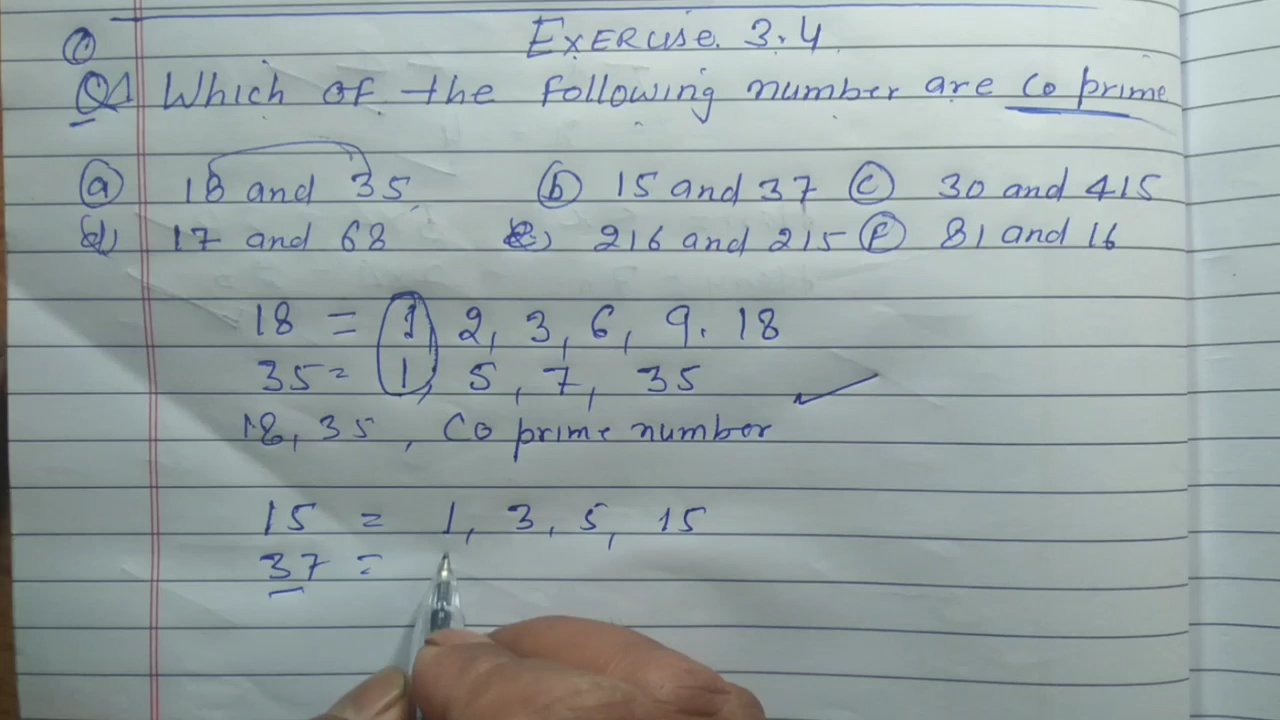 Exercise. 3.4
Q1 Which of the following number are co prime
(a) 18 and 35 (b) 15 and 37 (c) 30 and 415
(d) 17 and 68 (e) 216 and 215 (f) 81 and 16
18 = 1, 2, 3, 6, 9. 18
35 = 1, 5, 7, 35
18, 35, Co prime number
15 = 1, 3, 5, 15
37 =